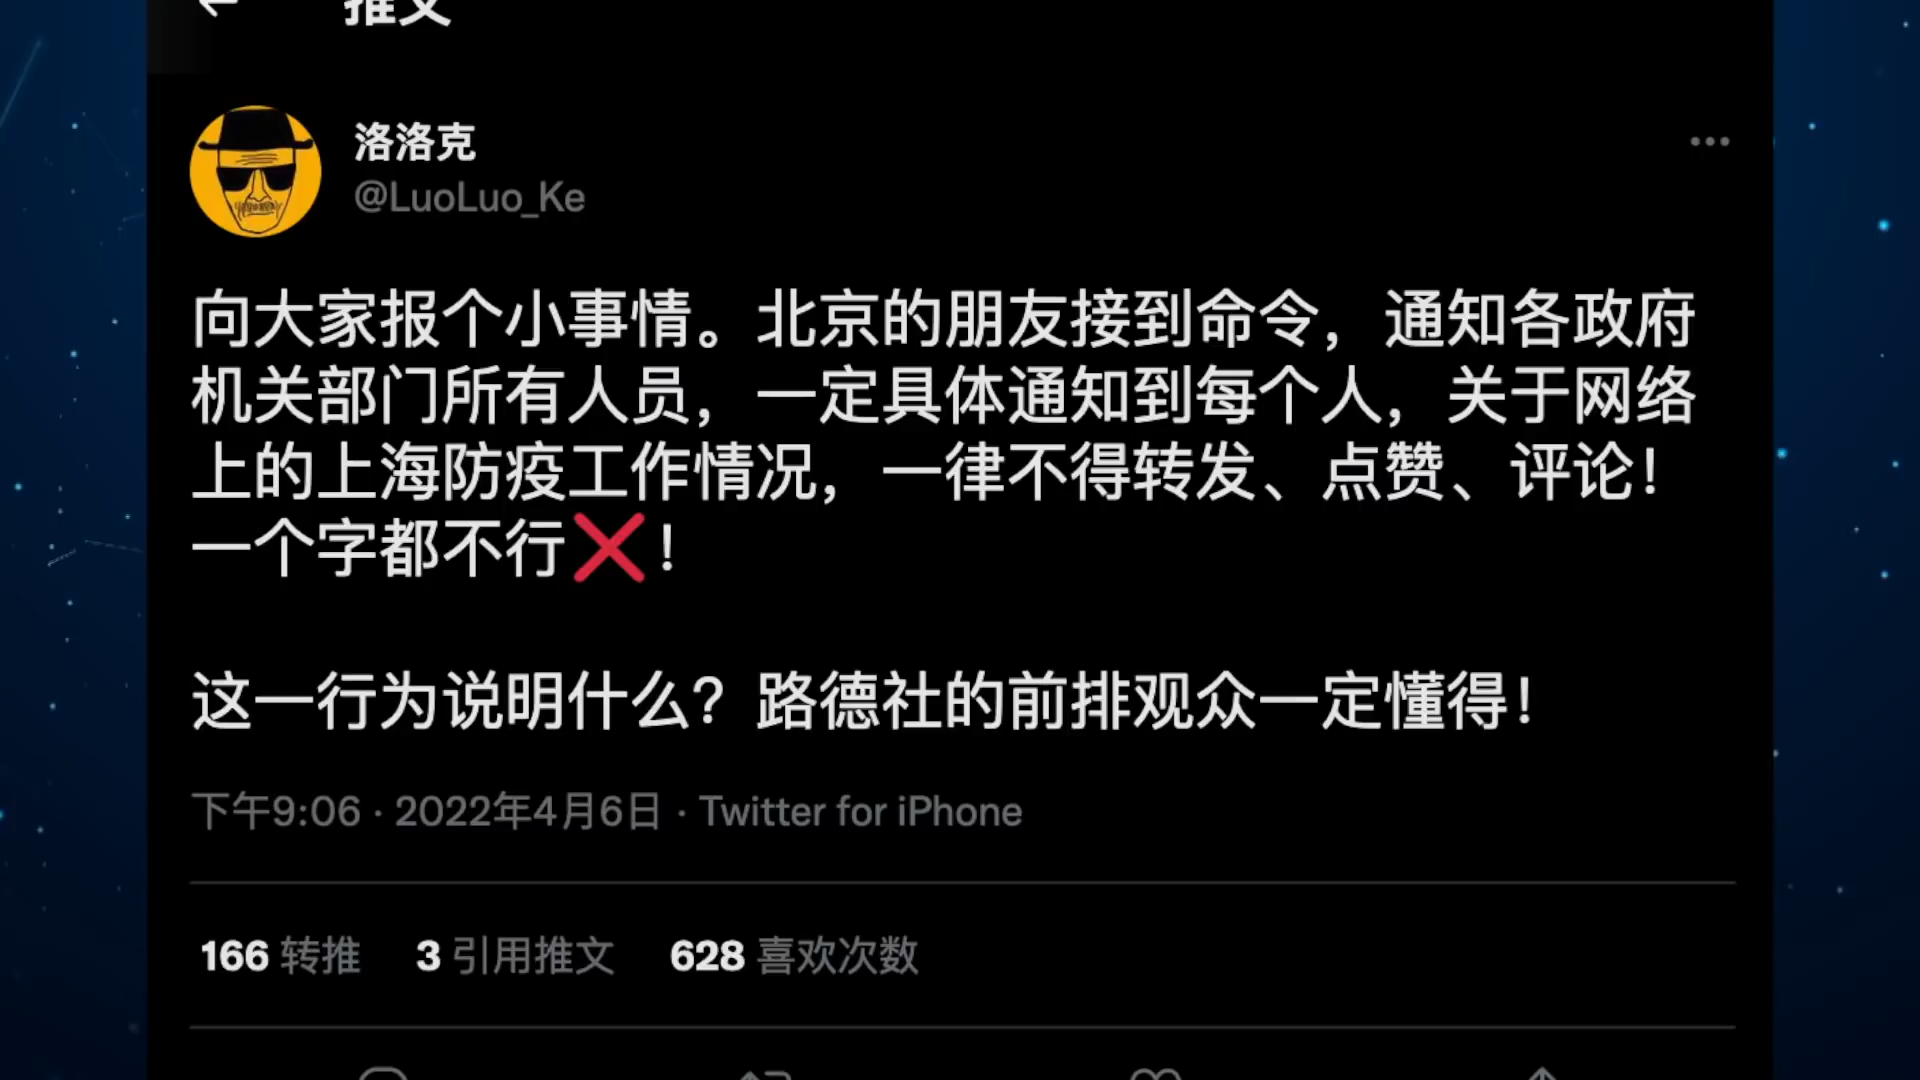 推文
洛洛克
@LuoLuo_Ke
向大家报个小事情。北京的朋友接到命令，通知各政府
机关部门所有人员，一定具体通知到每个人，关于网络
上的上海防疫工作情况，一律不得转发、点赞、评论！
一个字都不行❌！
这一行为说明什么？路德社的前排观众一定懂得！
下午9:06 · 2022年4月6日 · Twitter for iPhone
166 转推 3 引用推文 628 喜欢次数